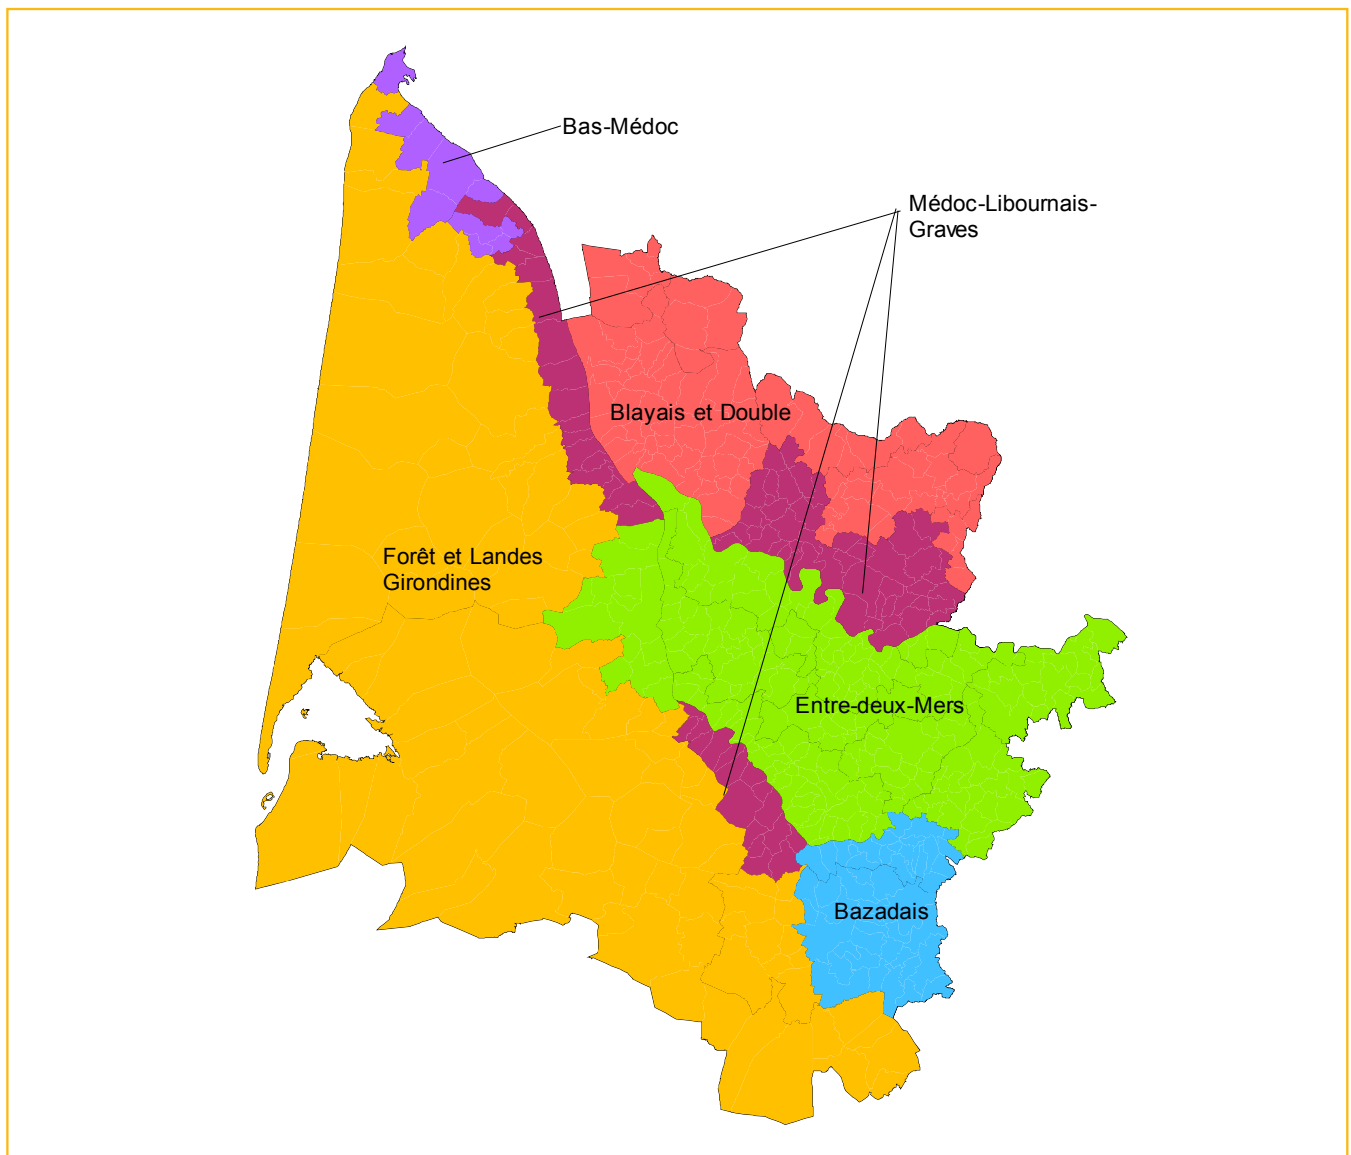 Bas-Médoc
Médoc-Libournais-
Graves
Blayais et Double
Forêt et Landes
Girondines
Entre-deux-Mers
Bazadais